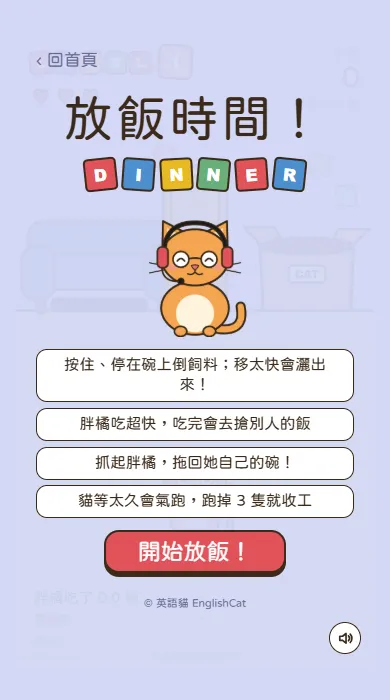 ‹ 回首頁
放飯時間！
DINNER
按住、停在碗上倒飼料；移太快會灑出
來！
胖橘吃超快，吃完會去搶別人的飯
抓起胖橘，拖回她自己的碗！
貓等太久會氣跑，跑掉 3 隻就收工
開始放飯！
© 英語貓 EnglishCat